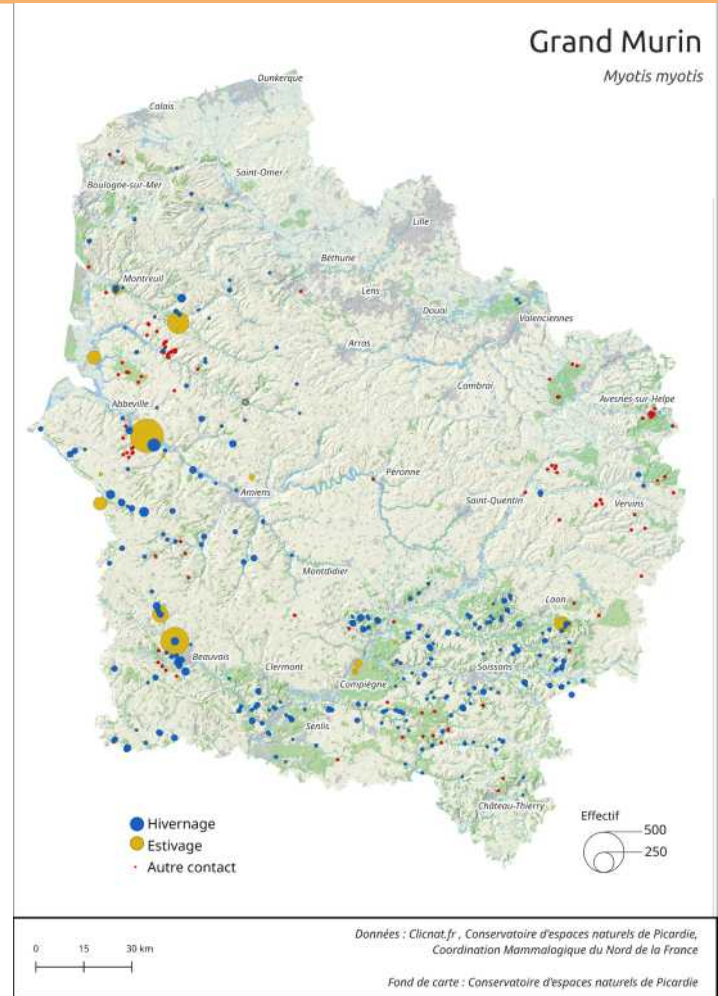 Grand Murin
Myotis myotis
Dunkerque
Calais
Saint-Omer
Boulogne-sur-Mer
Lille
Béthune
Montreuil
Lens
Douai
Valenciennes
Arras
Cambrai
Avesnes-sur-Helpe
Abbeville
Péronne
Amiens
Saint-Quentin
Vervins
Montdidier
Laon
Beauvais
Clermont
Soissons
Compiègne
Senlis
Château-Thierry
Hivernage
Estivage
Autre contact
Effectif
500
250
0 15 30 km
Données : Clicnat.fr , Conservatoire d'espaces naturels de Picardie,
Coordination Mammalogique du Nord de la France
Fond de carte : Conservatoire d'espaces naturels de Picardie